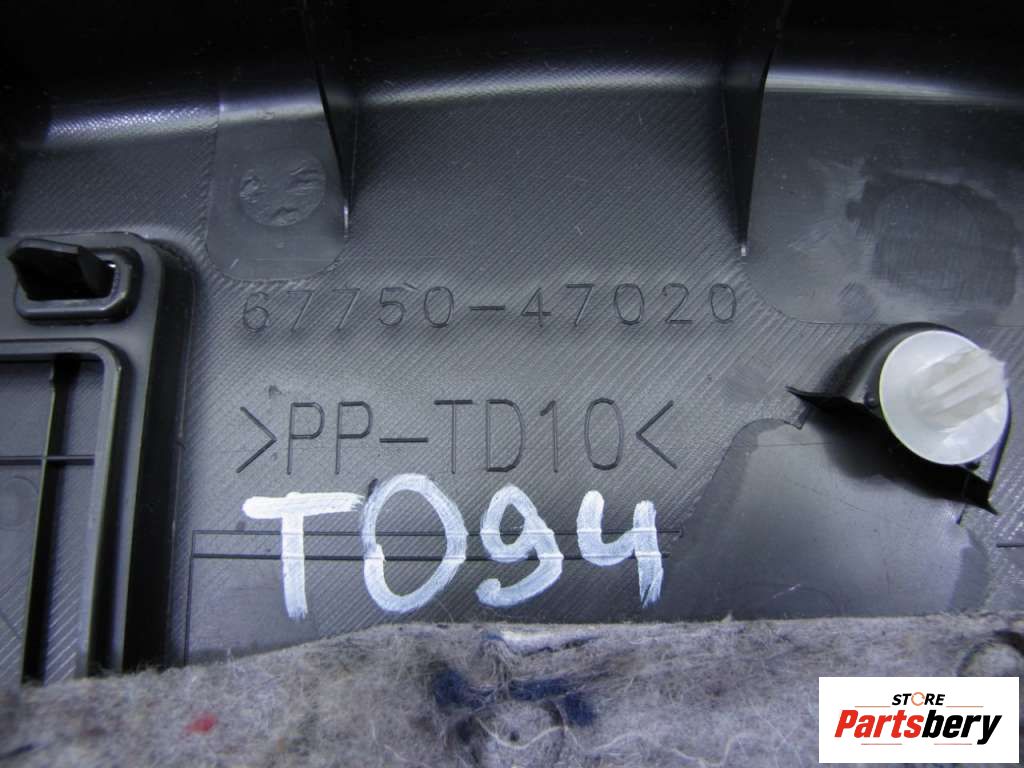 67750-47020
>PP-TD10<
T094
STORE
Partsbery